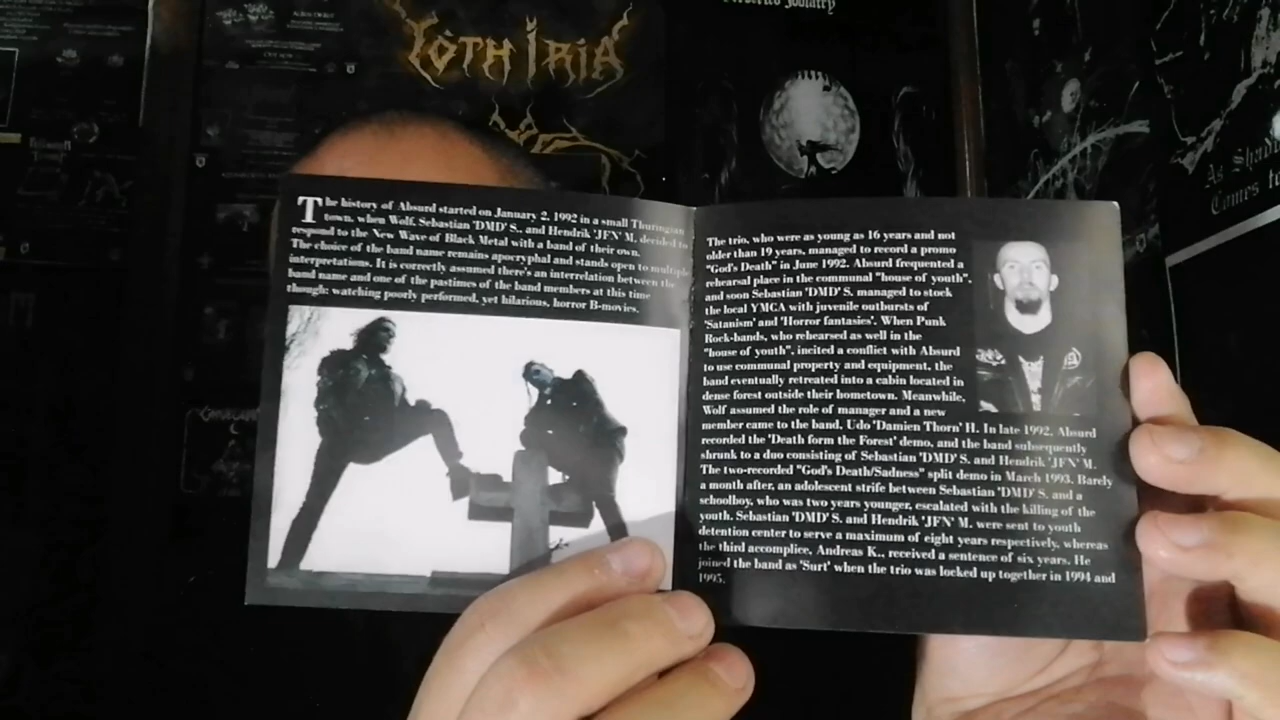 YOTH IRIA
As Shado
Comes to
The history of Absurd started on January 2, 1992 in a small Thuringian
town, when Wolf, Sebastian 'DMD' S., and Hendrik 'JFN' M. decided to
respond to the New Wave of Black Metal with a band of their own.
The choice of the band name remains apocryphal and stands open to multiple
interpretations. It is correctly assumed there's an interrelation between the
band name and one of the pastimes of the band members at this time
though: watching poorly performed, yet hilarious, horror B-movies.
The trio, who were as young as 16 years and not
older than 19 years, managed to record a promo
"God's Death" in June 1992. Absurd frequented a
rehearsal place in the communal "house of youth",
and soon Sebastian 'DMD' S. managed to stock
the local YMCA with juvenile outbursts of
'Satanism' and 'Horror fantasies'. When Punk
Rock-bands, who rehearsed as well in the
"house of youth", incited a conflict with Absurd
to use communal property and equipment, the
band eventually retreated into a cabin located in
dense forest outside their hometown. Meanwhile,
Wolf assumed the role of manager and a new
member came to the band, Udo 'Damien Thorn' H. In late 1992, Absurd
recorded the 'Death form the Forest' demo, and the band subsequently
shrunk to a duo consisting of Sebastian 'DMD' S. and Hendrik 'JFN' M.
The two-recorded "God's Death/Sadness" split demo in March 1993. Barely
a month after, an adolescent strife between Sebastian 'DMD' S. and a
schoolboy, who was two years younger, escalated with the killing of the
youth. Sebastian 'DMD' S. and Hendrik 'JFN' M. were sent to youth
detention center to serve a maximum of eight years respectively, whereas
the third accomplice, Andreas K., received a sentence of six years. He
joined the band as 'Surt' when the trio was locked up together in 1994 and
1995.